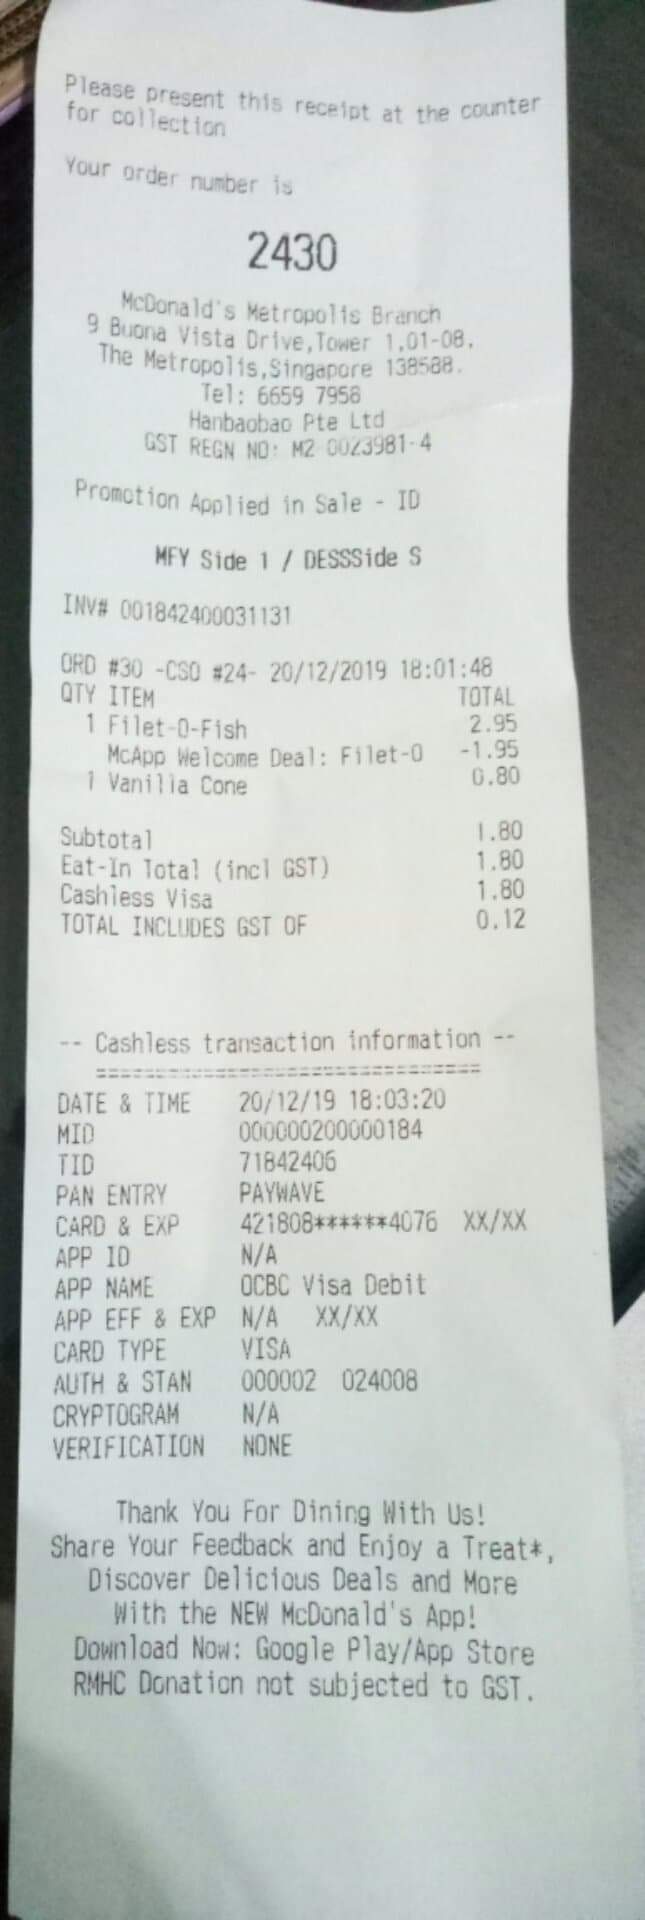 Please present this receipt at the counter
for collection
Your order number is
2430
McDonald's Metropolis Branch
9 Buona Vista Drive,Tower 1,01-08,
The Metropolis,Singapore 138588.
Tel: 6659 7958
Hanbaobao Pte Ltd
GST REGN NO: M2 0023981-4
Promotion Applied in Sale - ID
MFY Side 1 / DESSSide S
INV# 001842400031131
ORD #30 -CSO #24- 20/12/2019 18:01:48
QTY ITEM TOTAL
1 Filet-O-Fish 2.95
McApp Welcome Deal: Filet-O -1.95
1 Vanilla Cone 0.80
Subtotal 1.80
Eat-In Total (incl GST) 1.80
Cashless Visa 1.80
TOTAL INCLUDES GST OF 0.12
-- Cashless transaction information --
================================
DATE & TIME 20/12/19 18:03:20
MID 000000200000184
TID 71842406
PAN ENTRY PAYWAVE
CARD & EXP 421808******4076 XX/XX
APP ID N/A
APP NAME OCBC Visa Debit
APP EFF & EXP N/A XX/XX
CARD TYPE VISA
AUTH & STAN 000002 024008
CRYPTOGRAM N/A
VERIFICATION NONE
Thank You For Dining With Us!
Share Your Feedback and Enjoy a Treat*,
Discover Delicious Deals and More
With the NEW McDonald's App!
Download Now: Google Play/App Store
RMHC Donation not subjected to GST.